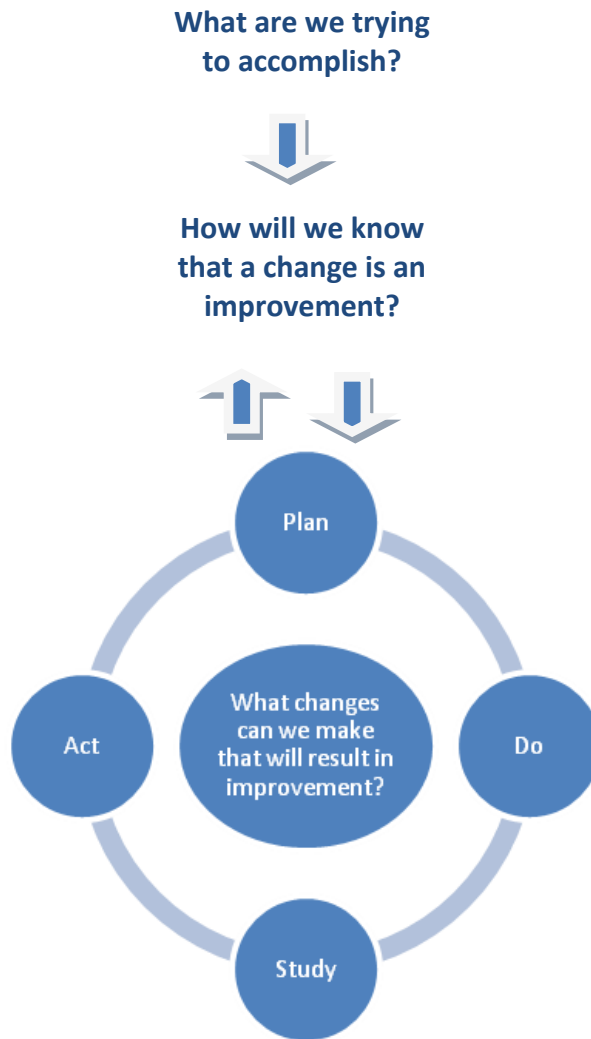 What are we trying
to accomplish?
How will we know
that a change is an
improvement?
Plan
What changes
can we make
that will result in
improvement?
Act
Do
Study